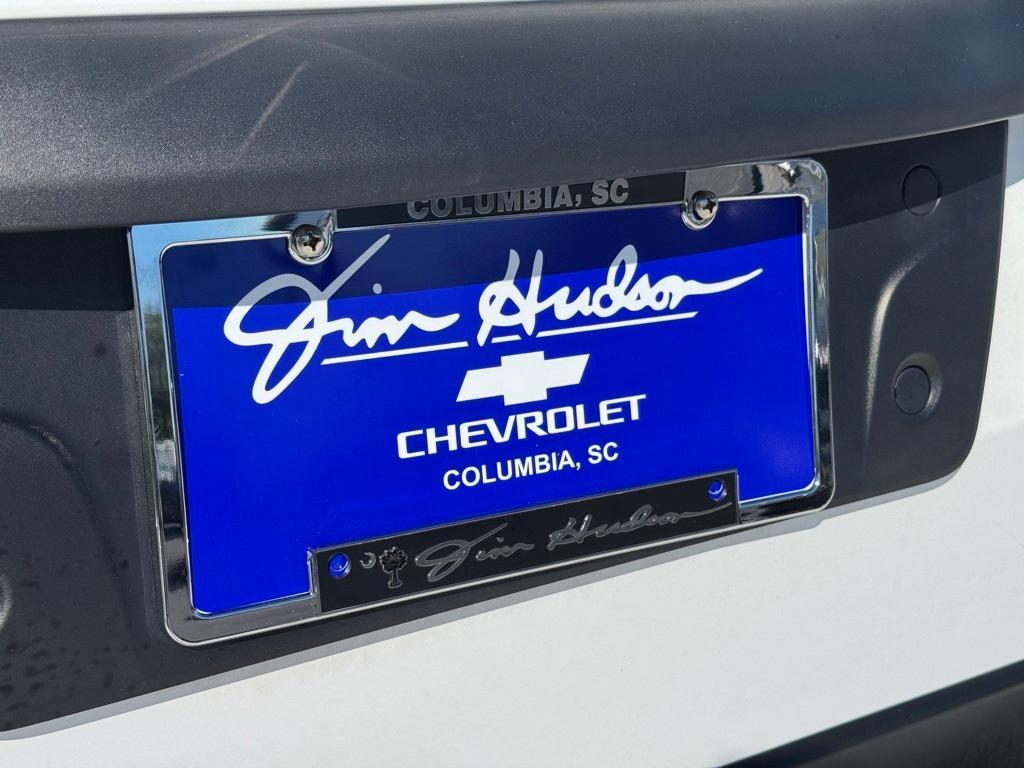 COLUMBIA, SC
Jim Hudson
CHEVROLET
COLUMBIA, SC
Jim Hudson